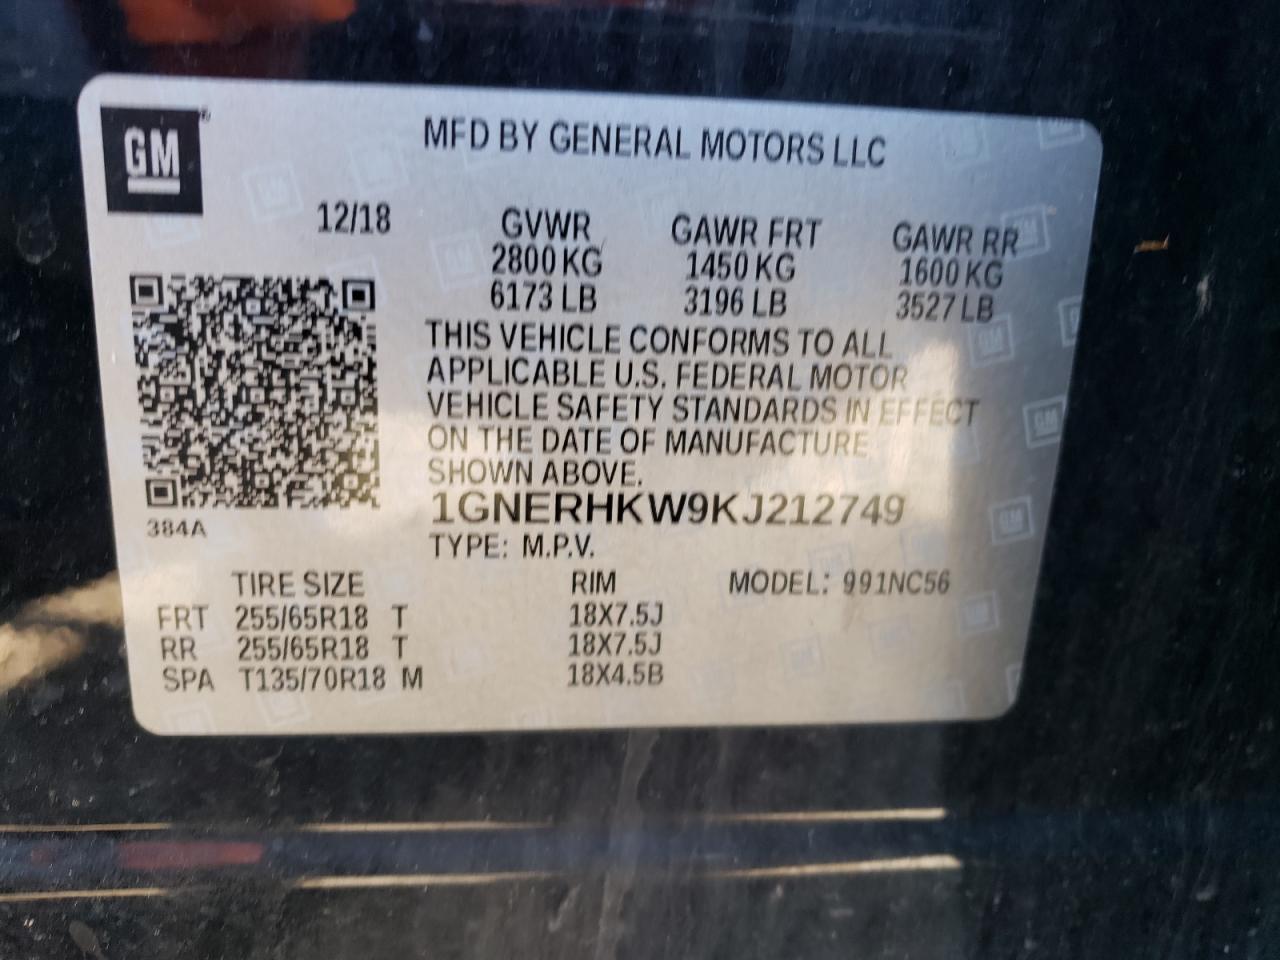 GM
MFD BY GENERAL MOTORS LLC
12/18 GVWR GAWR FRT GAWR RR
2800 KG 1450 KG 1600 KG
6173 LB 3196 LB 3527 LB
THIS VEHICLE CONFORMS TO ALL
APPLICABLE U.S. FEDERAL MOTOR
VEHICLE SAFETY STANDARDS IN EFFECT
ON THE DATE OF MANUFACTURE
SHOWN ABOVE.
1GNERHKW9KJ212749
384A
TYPE: M.P.V.
TIRE SIZE RIM MODEL: 991NC56
FRT 255/65R18 T 18X7.5J
RR 255/65R18 T 18X7.5J
SPA T135/70R18 M 18X4.5B